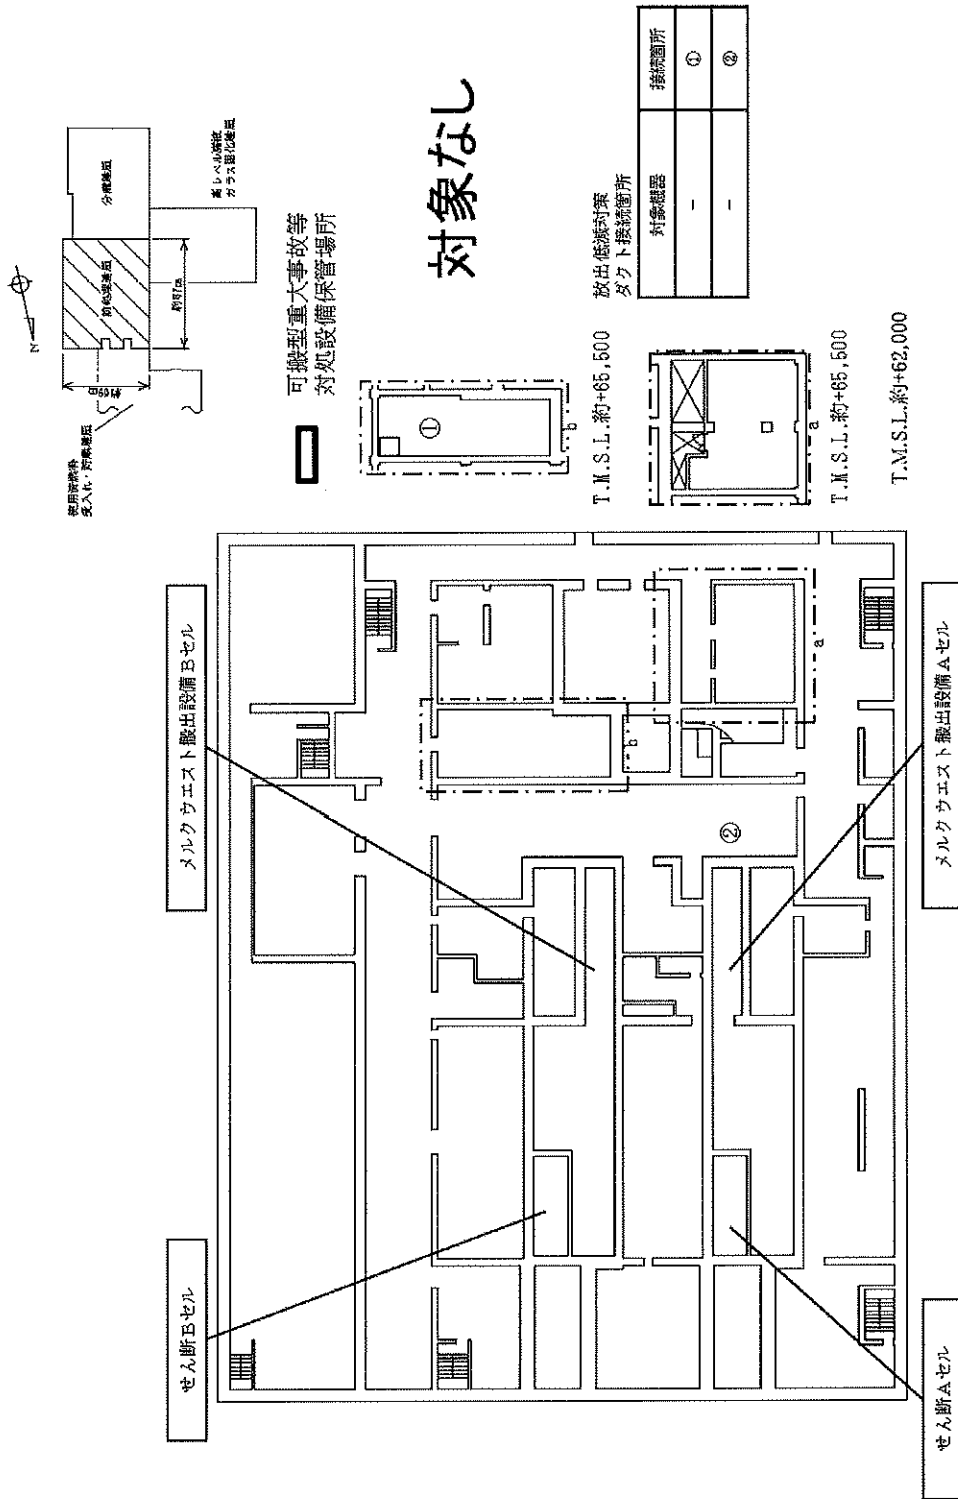 N
使用済燃料
受入れ・貯蔵建屋
約69m
前処理建屋
約87m
分離建屋
高レベル廃液
ガラス固化建屋
可搬型重大事故等
対処設備保管場所
対象なし
①
b
T.M.S.L.約+65,500
放出低減対策
ダクト接続箇所
対象機器
接続箇所
－
①
－
②
a
T.M.S.L.約+65,500
T.M.S.L.約+62,000
せん断Bセル
メルクウエスト搬出設備Bセル
b
a
②
せん断Aセル
メルクウエスト搬出設備Aセル